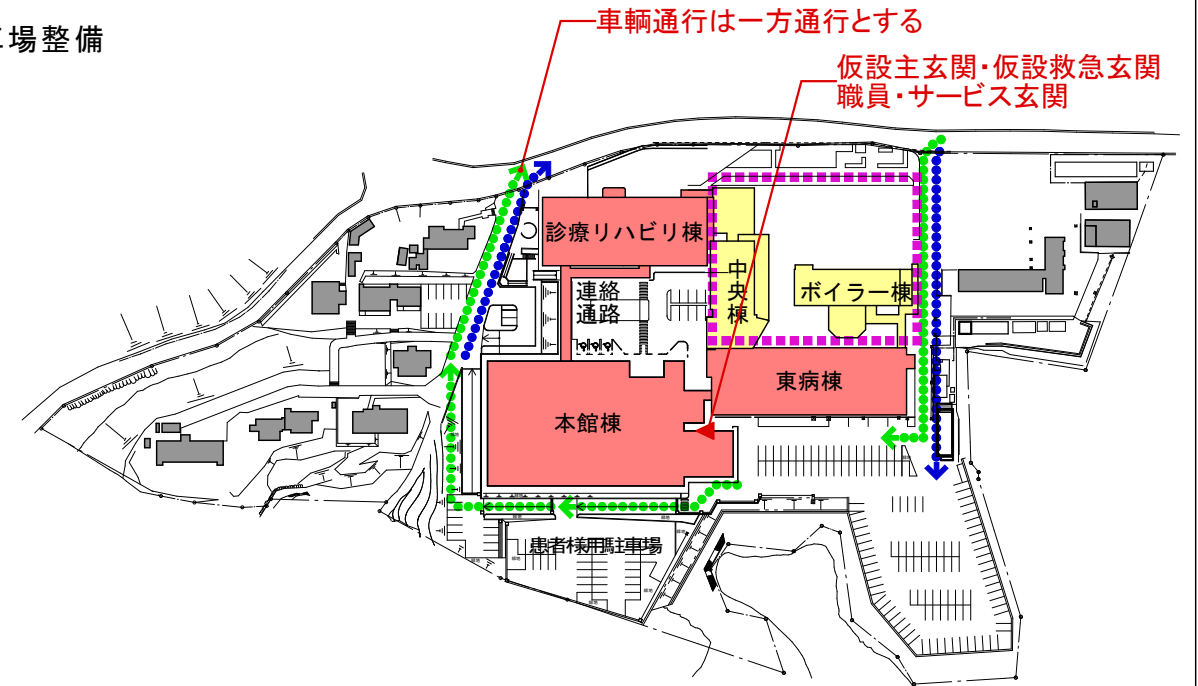 車輌通行は一方通行とする
場整備
仮設主玄関・仮設救急玄関
職員・サービス玄関
診療リハビリ棟
連絡
通路
中央棟
ボイラー棟
東病棟
本館棟
患者様用駐車場